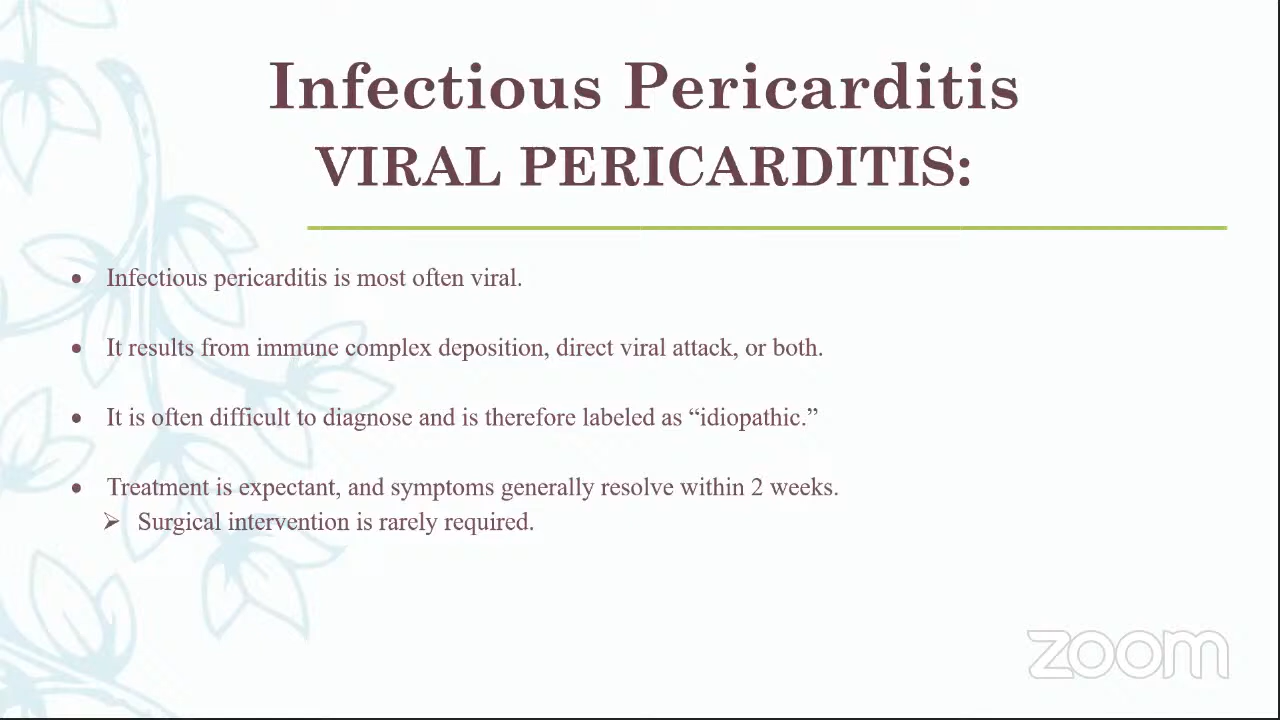 Infectious Pericarditis
VIRAL PERICARDITIS:
• Infectious pericarditis is most often viral.
• It results from immune complex deposition, direct viral attack, or both.
• It is often difficult to diagnose and is therefore labeled as “idiopathic.”
• Treatment is expectant, and symptoms generally resolve within 2 weeks.
➢ Surgical intervention is rarely required.
zoom